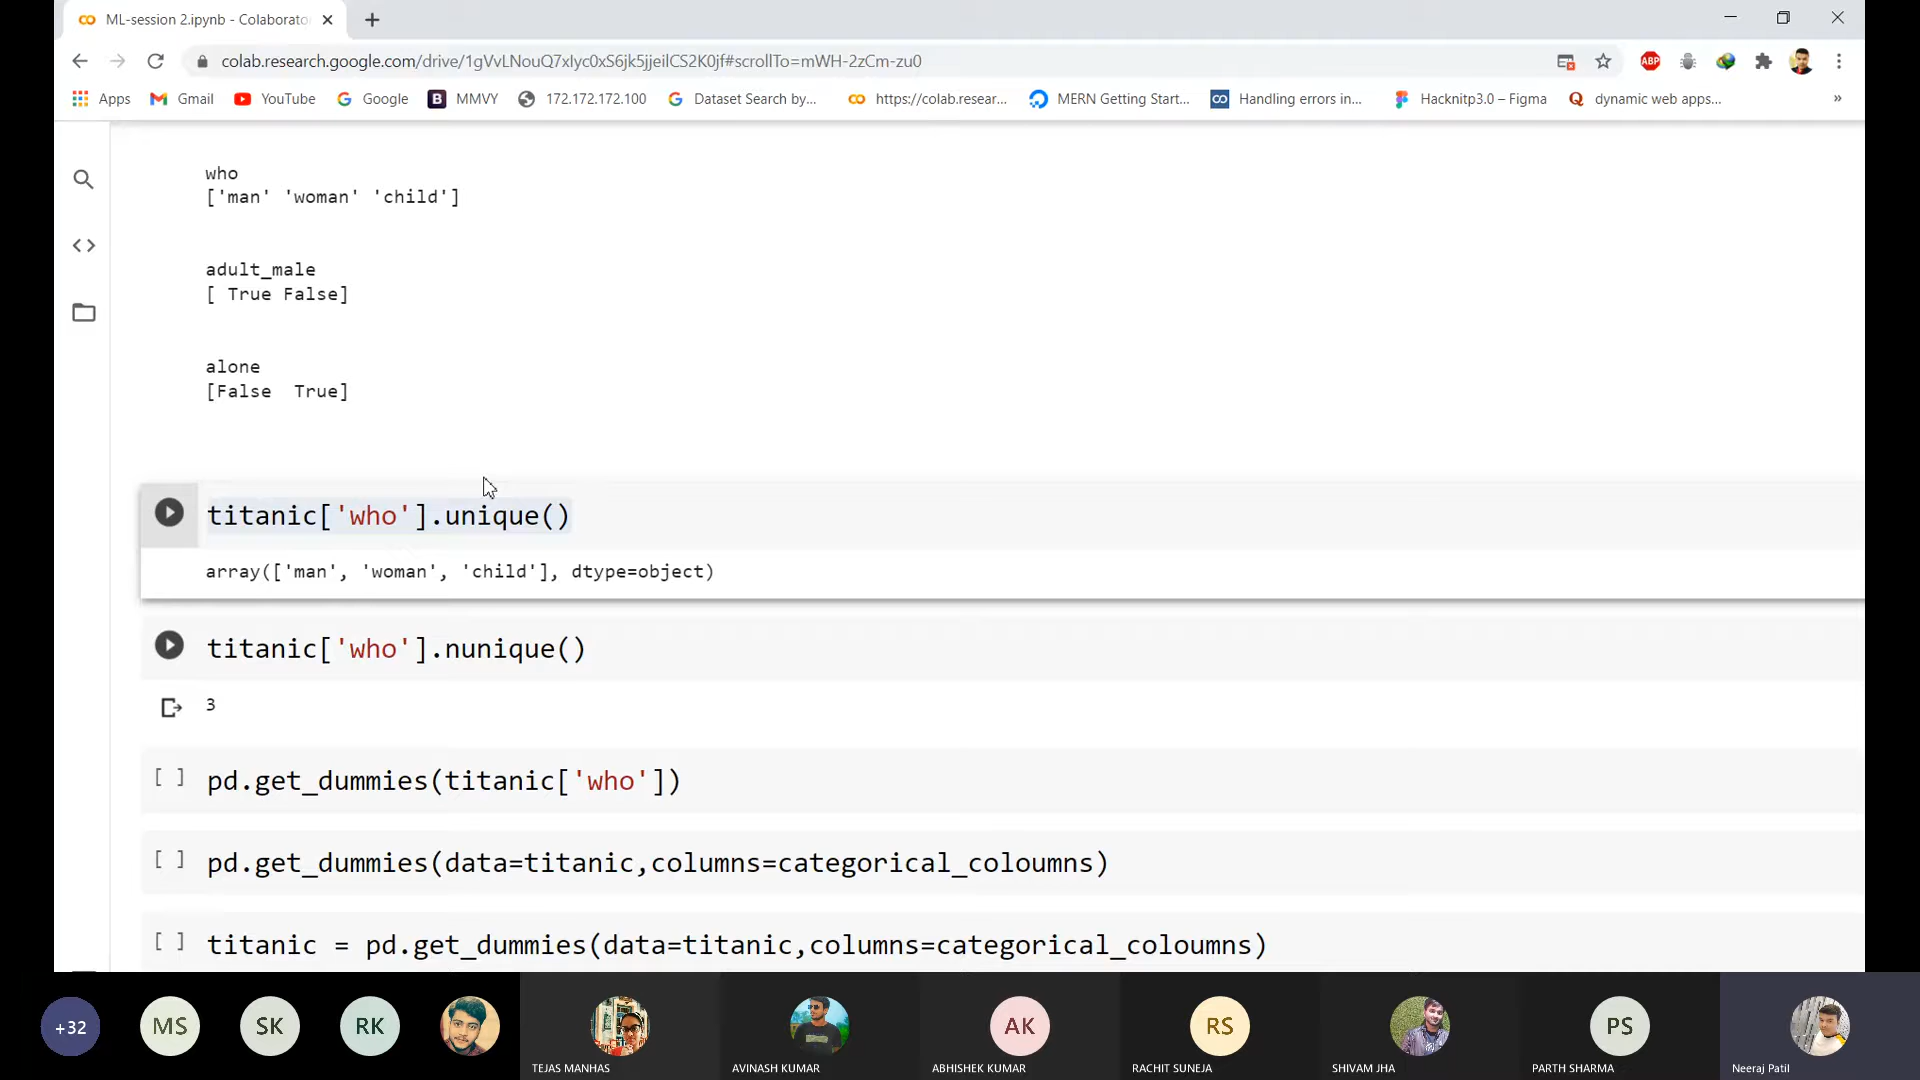 ML-session 2.ipynb - Colaborato
colab.research.google.com/drive/1gVvLNouQ7xIyc0xS6jk5jjeilCS2K0jf#scrollTo=mWH-2zCm-zu0
ABP
Apps Gmail YouTube Google MMVY 172.172.172.100 Dataset Search by... https://colab.resear... MERN Getting Start... Handling errors in... Hacknitp3.0 – Figma dynamic web apps... »
who
['man' 'woman' 'child']
adult_male
[ True False]
alone
[False  True]
titanic['who'].unique()
array(['man', 'woman', 'child'], dtype=object)
titanic['who'].nunique()
3
[ ] pd.get_dummies(titanic['who'])
[ ] pd.get_dummies(data=titanic,columns=categorical_coloumns)
[ ] titanic = pd.get_dummies(data=titanic,columns=categorical_coloumns)
+32 MS SK RK AK RS PS
TEJAS MANHAS AVINASH KUMAR ABHISHEK KUMAR RACHIT SUNEJA SHIVAM JHA PARTH SHARMA Neeraj Patil